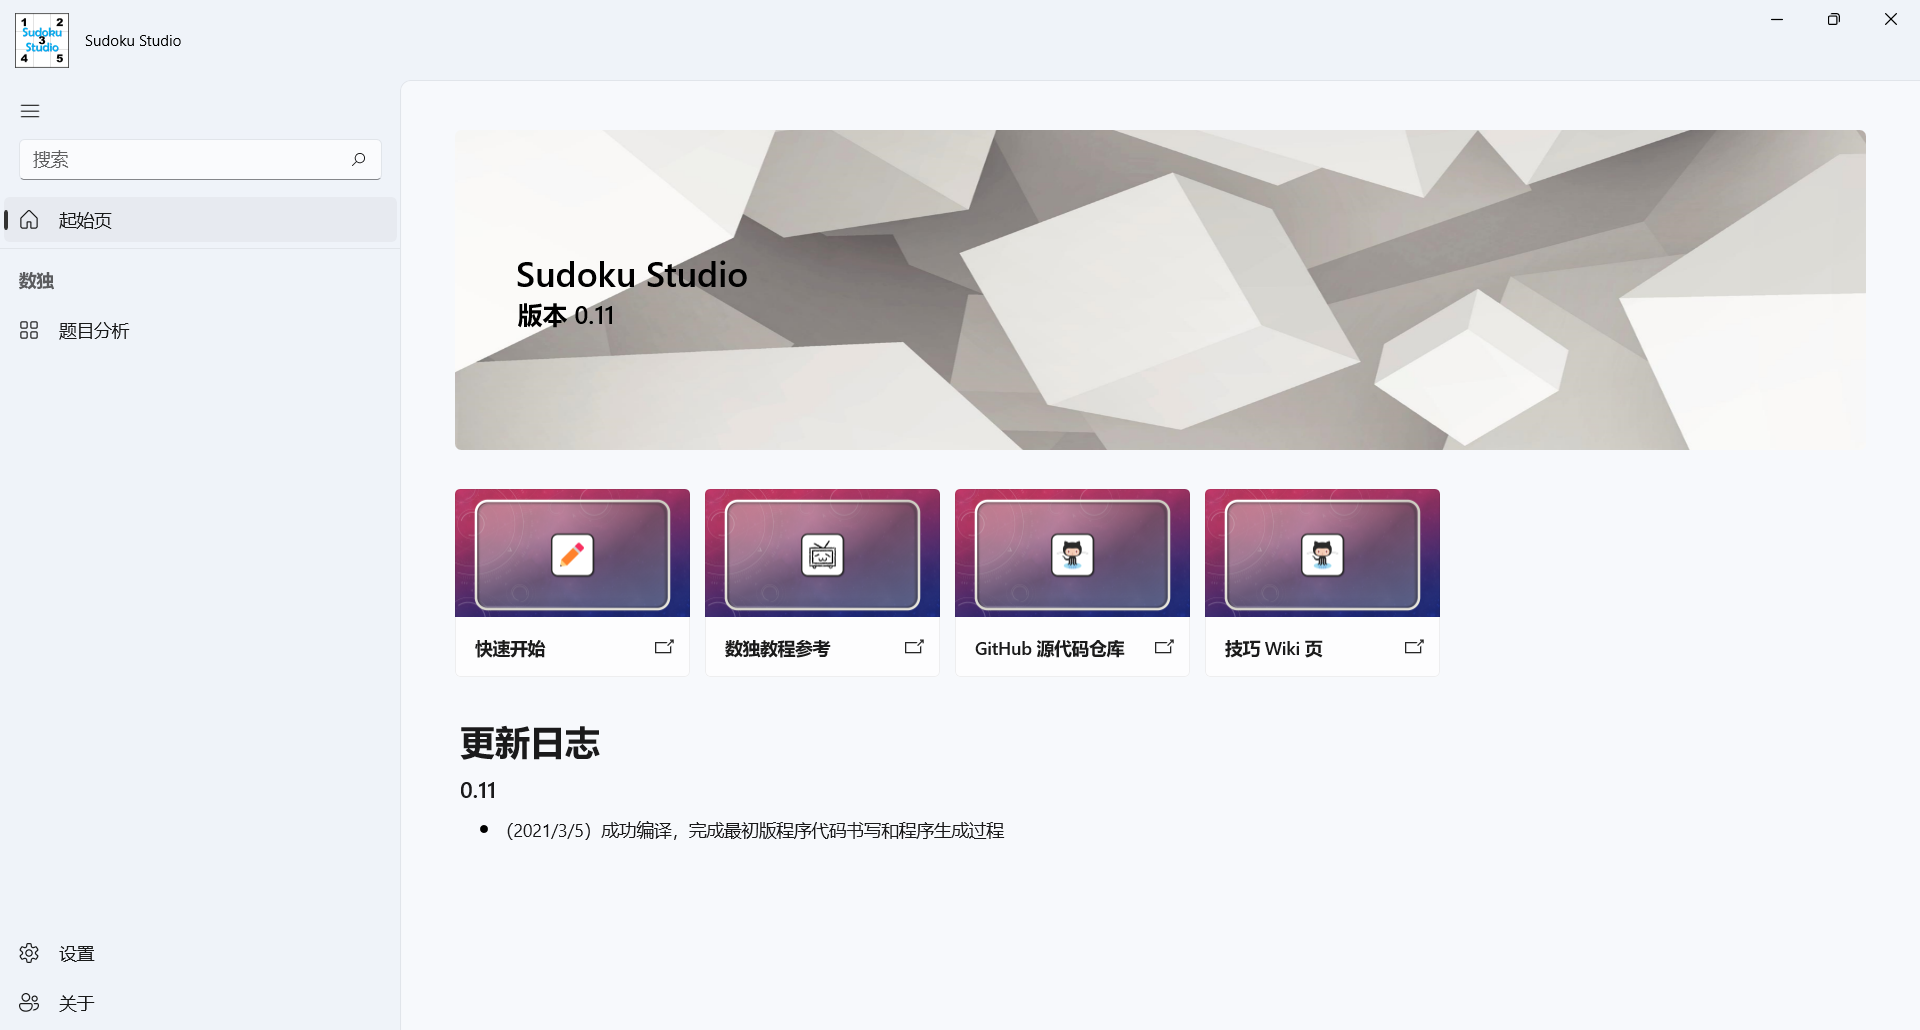 1 2
Sudoku
3
Studio
4 5
Sudoku Studio
搜索
起始页
数独
题目分析
设置
关于
Sudoku Studio
版本 0.11
快速开始
数独教程参考
GitHub 源代码仓库
技巧 Wiki 页
更新日志
0.11
• （2021/3/5）成功编译，完成最初版程序代码书写和程序生成过程